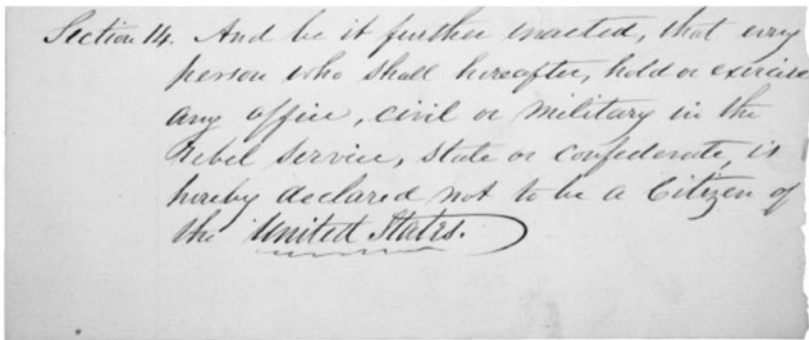 Section 14. And be it further enacted, that every
person who shall hereafter, hold or exercise
any office, civil or military in the
Rebel service, State or confederate, is
hereby declared not to be a Citizen of
the United States.